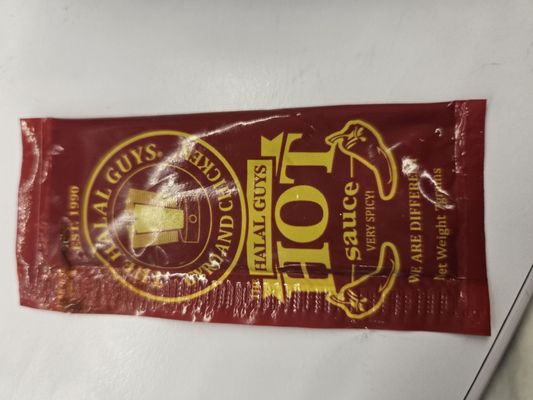 EST. 1990
THE HALAL GUYS®
GYRO AND CHICKEN
THE
HALAL GUYS
HOT
sauce
VERY SPICY!
WE ARE DIFFERENT
Net Weight